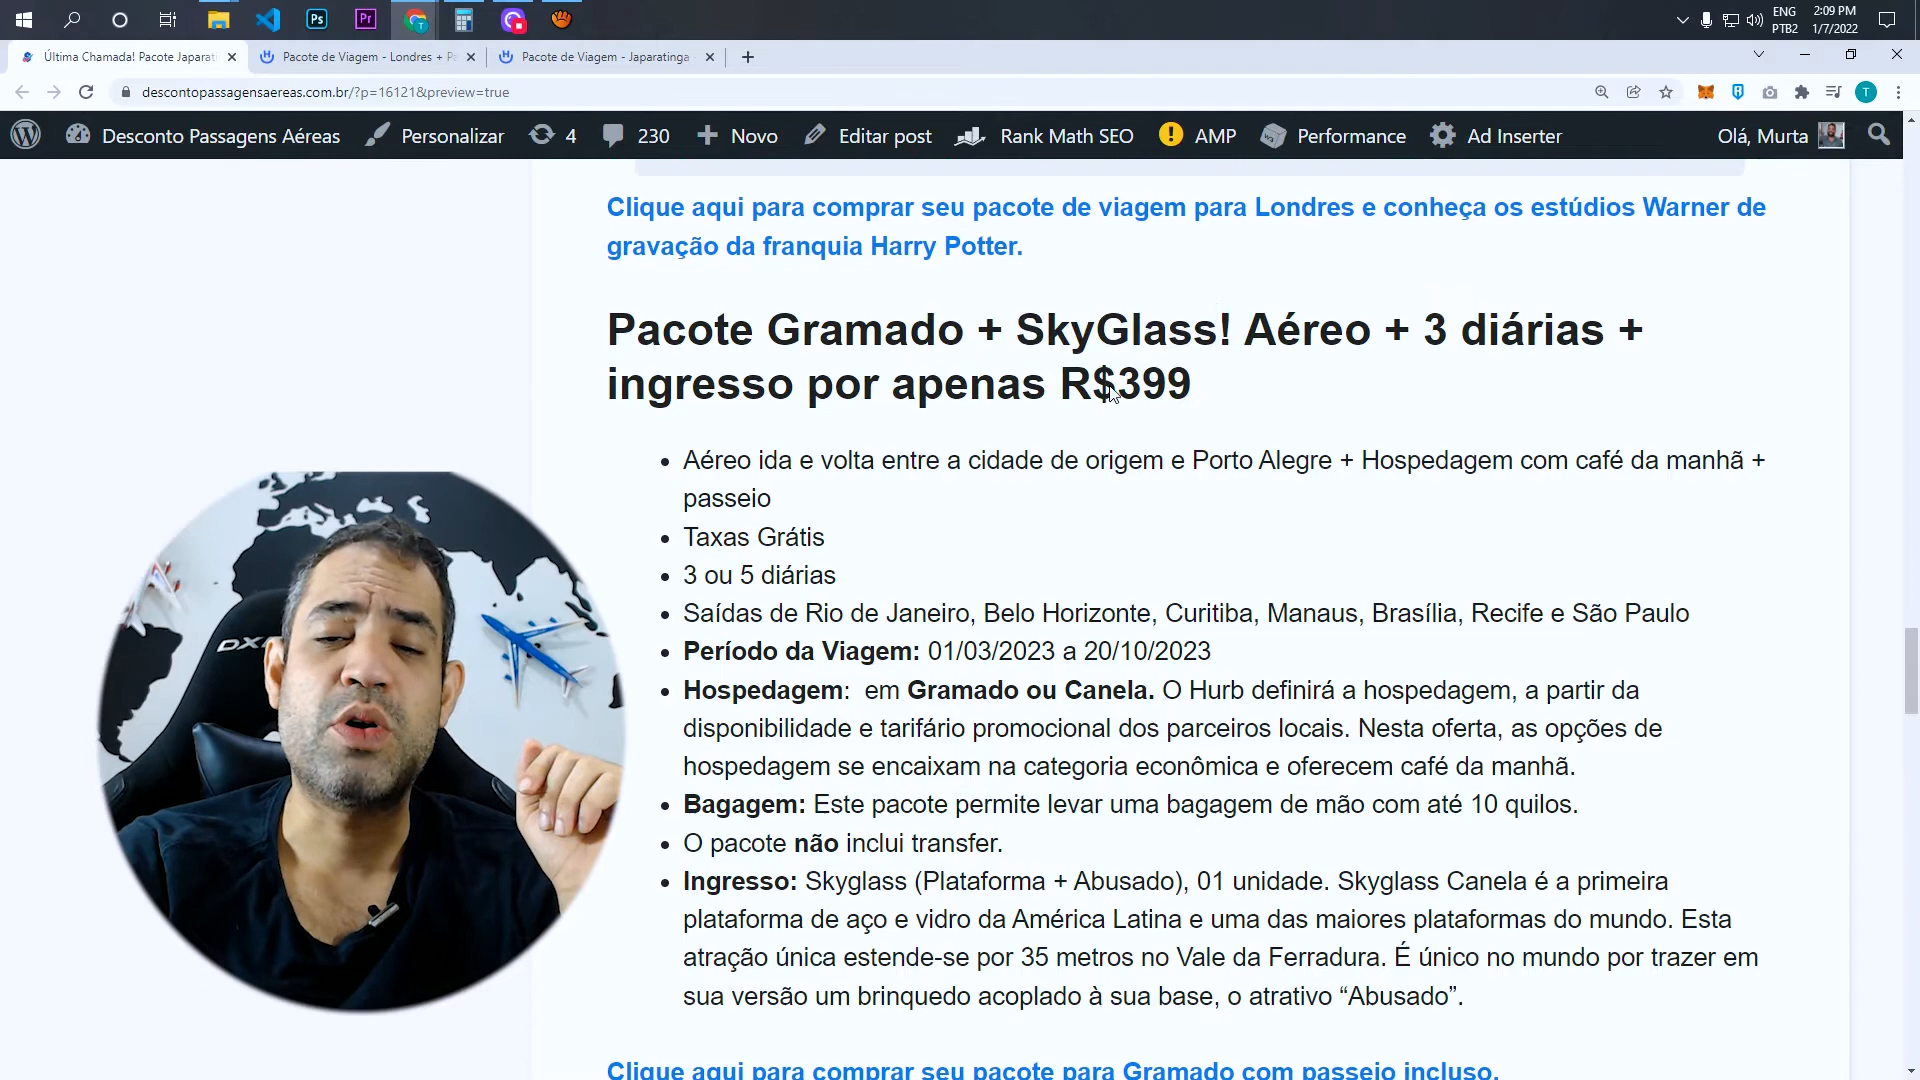 Ps
Pr
ENG
PTB2
2:09 PM
1/7/2022
Última Chamada! Pacote Japarat
Pacote de Viagem - Londres + Pa
Pacote de Viagem - Japaratinga
descontopassagensaereas.com.br/?p=16121&preview=true
T
Desconto Passagens Aéreas
Personalizar
4
230
Novo
Editar post
Rank Math SEO
AMP
Performance
Ad Inserter
Olá, Murta
Clique aqui para comprar seu pacote de viagem para Londres e conheça os estúdios Warner de
gravação da franquia Harry Potter.
Pacote Gramado + SkyGlass! Aéreo + 3 diárias +
ingresso por apenas R$399
Aéreo ida e volta entre a cidade de origem e Porto Alegre + Hospedagem com café da manhã +
passeio
Taxas Grátis
3 ou 5 diárias
Saídas de Rio de Janeiro, Belo Horizonte, Curitiba, Manaus, Brasília, Recife e São Paulo
Período da Viagem: 01/03/2023 a 20/10/2023
Hospedagem: em Gramado ou Canela. O Hurb definirá a hospedagem, a partir da
disponibilidade e tarifário promocional dos parceiros locais. Nesta oferta, as opções de
hospedagem se encaixam na categoria econômica e oferecem café da manhã.
Bagagem: Este pacote permite levar uma bagagem de mão com até 10 quilos.
O pacote não inclui transfer.
Ingresso: Skyglass (Plataforma + Abusado), 01 unidade. Skyglass Canela é a primeira
plataforma de aço e vidro da América Latina e uma das maiores plataformas do mundo. Esta
atração única estende-se por 35 metros no Vale da Ferradura. É único no mundo por trazer em
sua versão um brinquedo acoplado à sua base, o atrativo “Abusado”.
Clique aqui para comprar seu pacote para Gramado com passeio incluso.